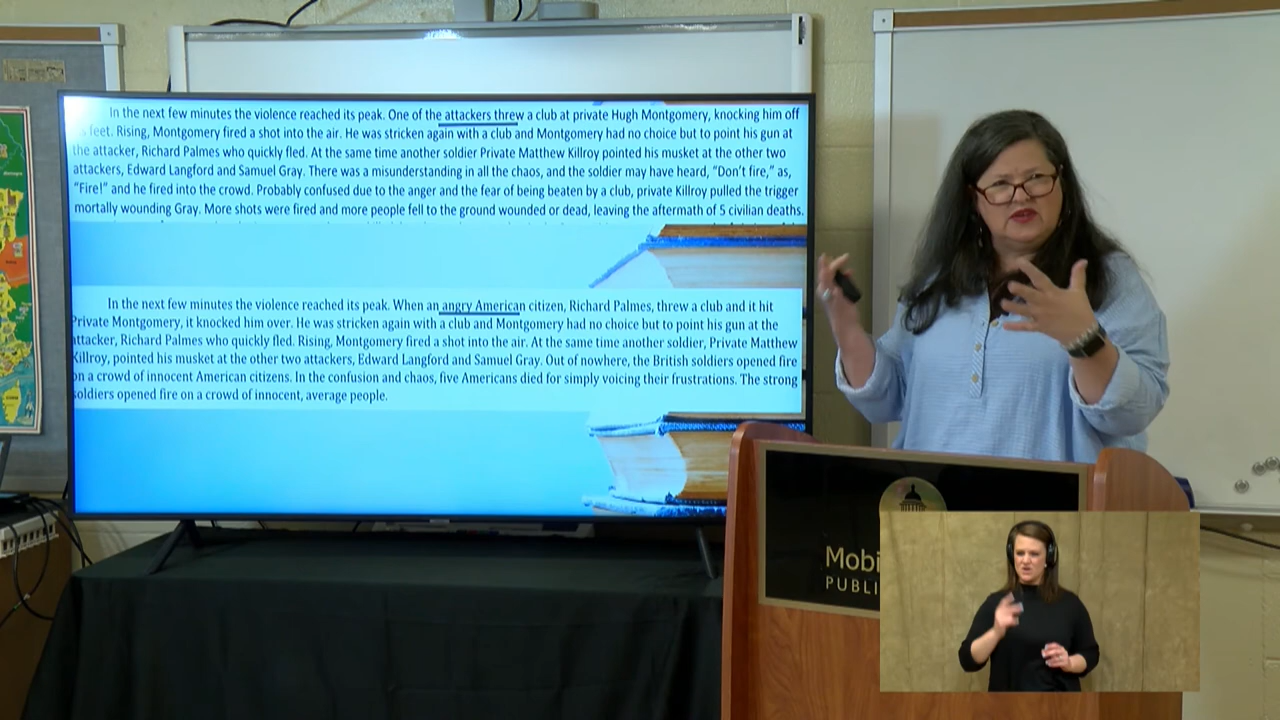 In the next few minutes the violence reached its peak. One of the attackers threw a club at private Hugh Montgomery, knocking him off
feet. Rising, Montgomery fired a shot into the air. He was stricken again with a club and Montgomery had no choice but to point his gun at
the attacker, Richard Palmes who quickly fled. At the same time another soldier Private Matthew Killroy pointed his musket at the other two
attackers, Edward Langford and Samuel Gray. There was a misunderstanding in all the chaos, and the soldier may have heard, "Don't fire," as,
"Fire!" and he fired into the crowd. Probably confused due to the anger and the fear of being beaten by a club, private Killroy pulled the trigger
mortally wounding Gray. More shots were fired and more people fell to the ground wounded or dead, leaving the aftermath of 5 civilian deaths.
In the next few minutes the violence reached its peak. When an angry American citizen, Richard Palmes, threw a club and it hit
Private Montgomery, it knocked him over. He was stricken again with a club and Montgomery had no choice but to point his gun at the
attacker, Richard Palmes who quickly fled. Rising, Montgomery fired a shot into the air. At the same time another soldier, Private Matthew
Killroy, pointed his musket at the other two attackers, Edward Langford and Samuel Gray. Out of nowhere, the British soldiers opened fire
on a crowd of innocent American citizens. In the confusion and chaos, five Americans died for simply voicing their frustrations. The strong
soldiers opened fire on a crowd of innocent, average people.
Mobi
PUBLI